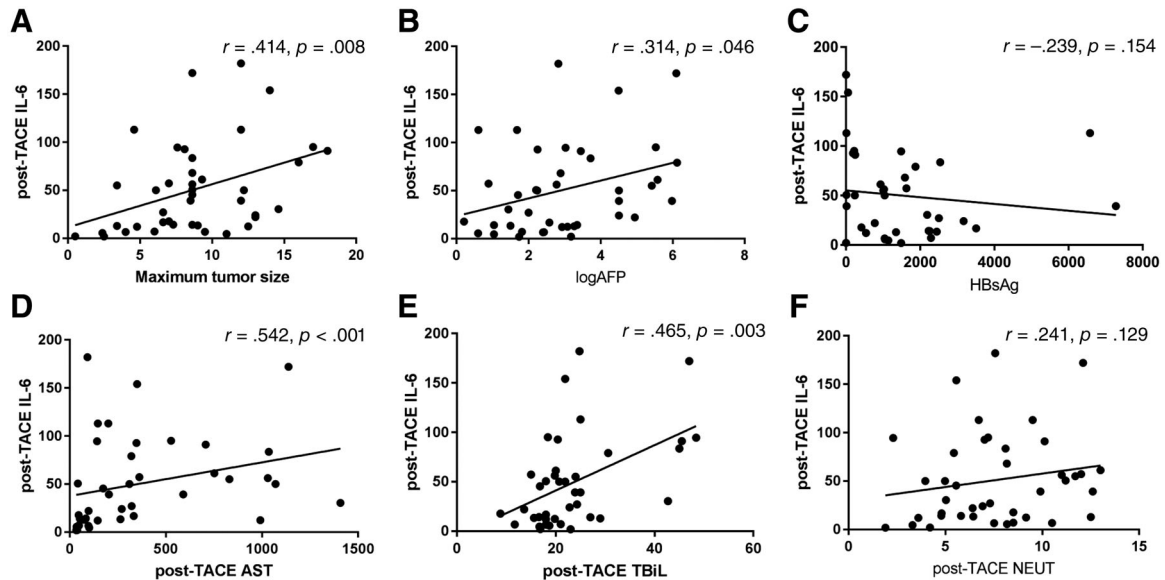 A
r = .414, p = .008
post-TACE IL-6
200
150
100
50
0
0 5 10 15 20
Maximum tumor size
B
r = .314, p = .046
post-TACE IL-6
200
150
100
50
0
0 2 4 6 8
logAFP
C
r = –.239, p = .154
post-TACE IL-6
200
150
100
50
0
0 2000 4000 6000 8000
HBsAg
D
r = .542, p < .001
post-TACE IL-6
200
150
100
50
0
0 500 1000 1500
post-TACE AST
E
r = .465, p = .003
post-TACE IL-6
200
150
100
50
0
0 20 40 60
post-TACE TBiL
F
r = .241, p = .129
post-TACE IL-6
200
150
100
50
0
0 5 10 15
post-TACE NEUT